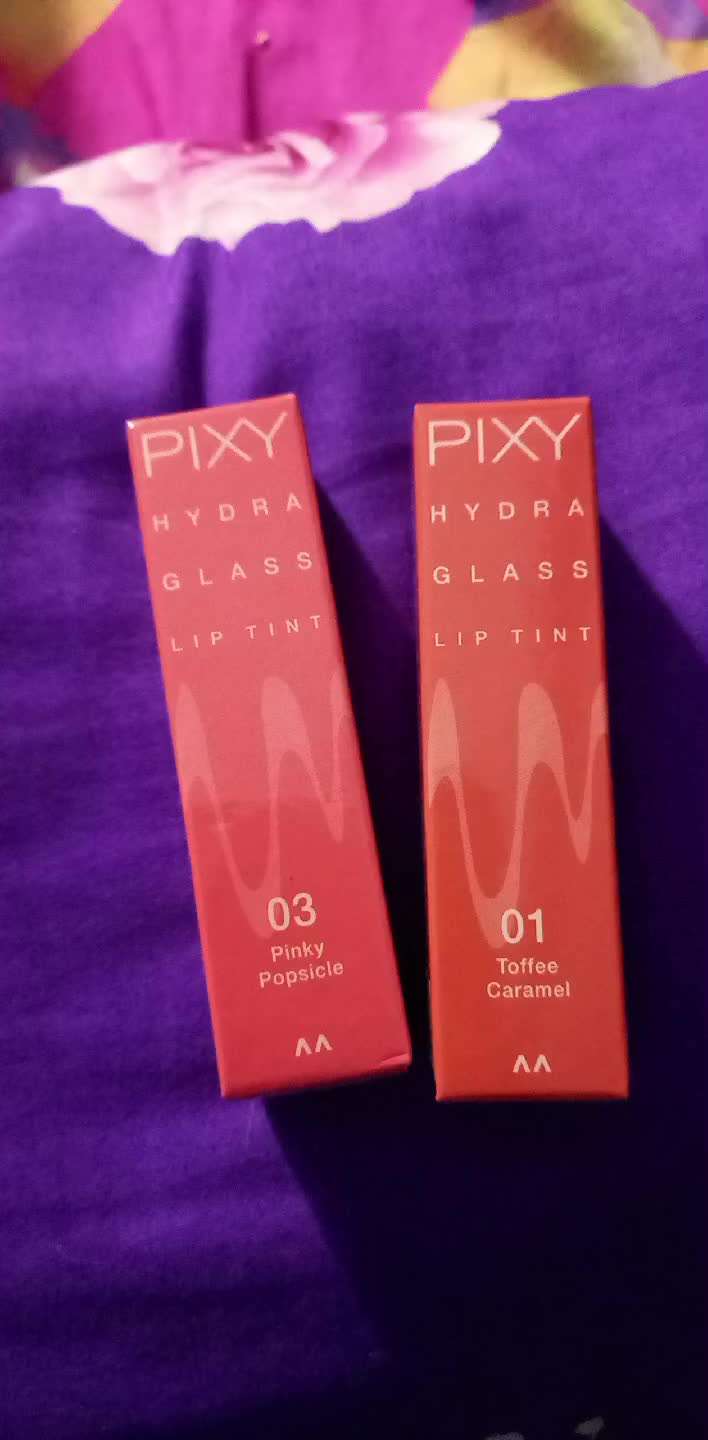 PIXY
HYDRA
GLASS
LIP TINT
03
Pinky
Popsicle
PIXY
HYDRA
GLASS
LIP TINT
01
Toffee
Caramel